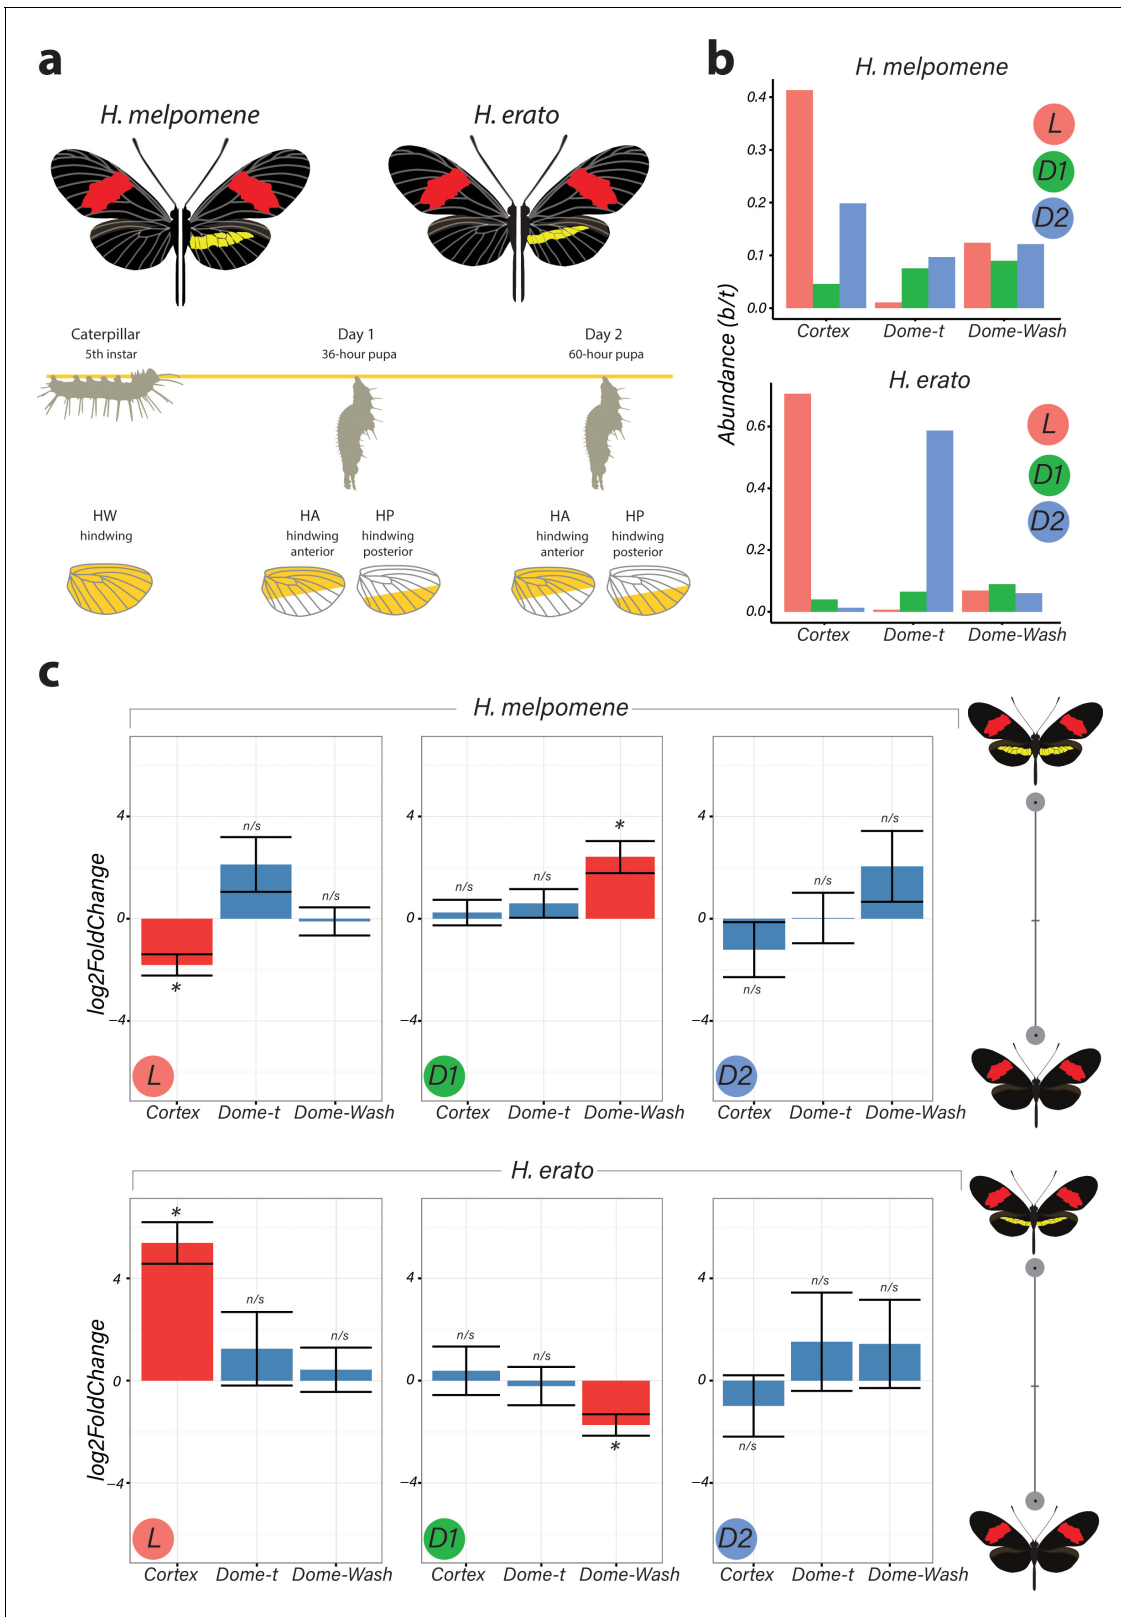 a
H. melpomene
H. erato
Caterpillar
5th instar
Day 1
36-hour pupa
Day 2
60-hour pupa
HW
hindwing
HA
hindwing
anterior
HP
hindwing
posterior
HA
hindwing
anterior
HP
hindwing
posterior
b
H. melpomene
Abundance (b/t)
0.4
0.3
0.2
0.1
0.0
L
D1
D2
Cortex Dome-t Dome-Wash
H. erato
0.6
0.4
0.2
0.0
L
D1
D2
Cortex Dome-t Dome-Wash
c
H. melpomene
log2FoldChange
4
0
−4
*
n/s
n/s
L
Cortex Dome-t Dome-Wash
4
0
−4
n/s
n/s
*
D1
Cortex Dome-t Dome-Wash
4
0
−4
n/s
n/s
n/s
D2
Cortex Dome-t Dome-Wash
H. erato
log2FoldChange
4
0
−4
*
n/s
n/s
L
Cortex Dome-t Dome-Wash
4
0
−4
n/s
n/s
*
D1
Cortex Dome-t Dome-Wash
4
0
−4
n/s
n/s
n/s
D2
Cortex Dome-t Dome-Wash